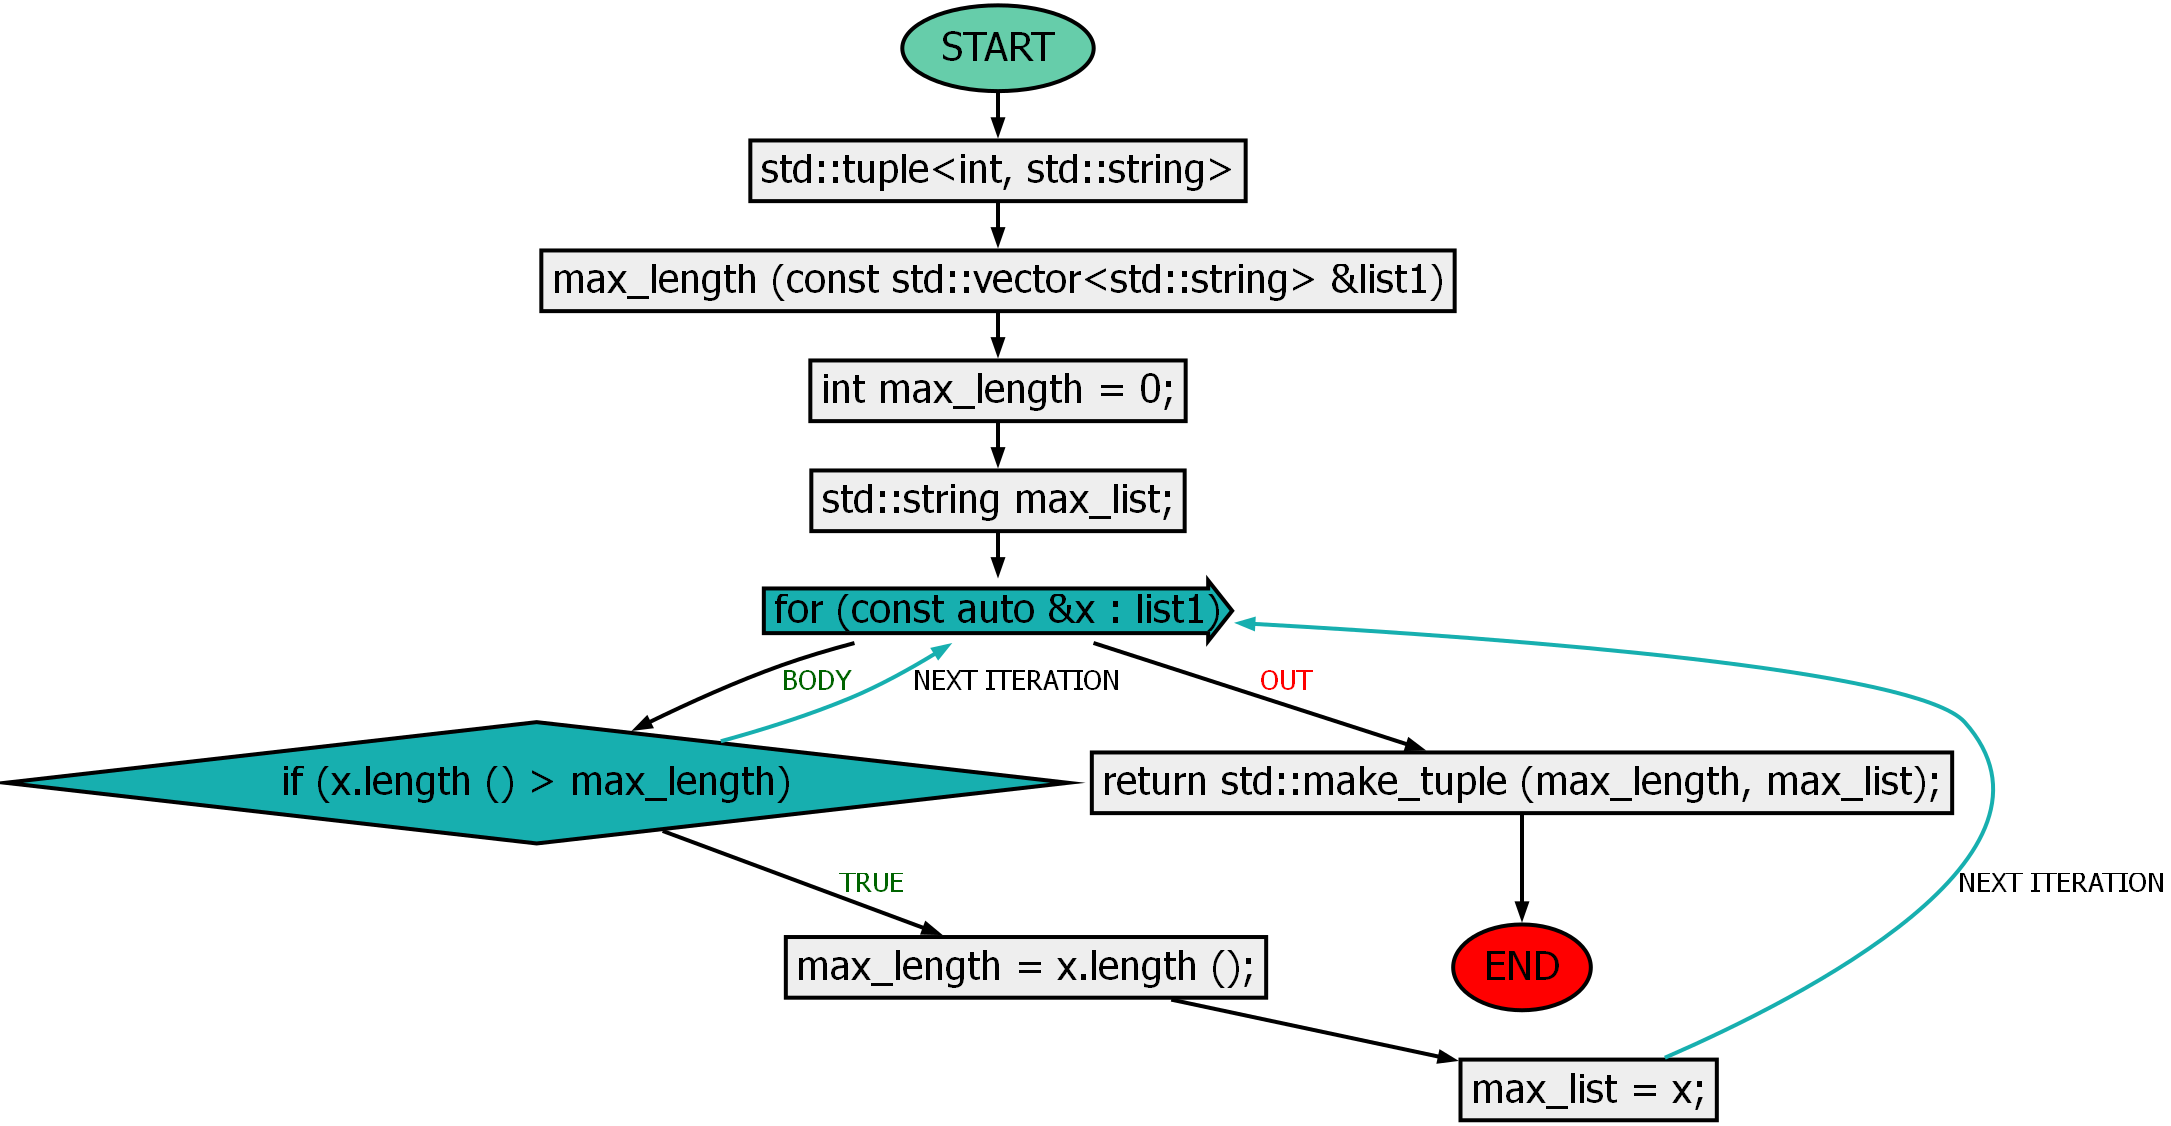 START
std::tuple<int, std::string>
max_length (const std::vector<std::string> &list1)
int max_length = 0;
std::string max_list;
for (const auto &x : list1)
BODY
NEXT ITERATION
OUT
if (x.length () > max_length)
return std::make_tuple (max_length, max_list);
TRUE
NEXT ITERATION
max_length = x.length ();
END
max_list = x;